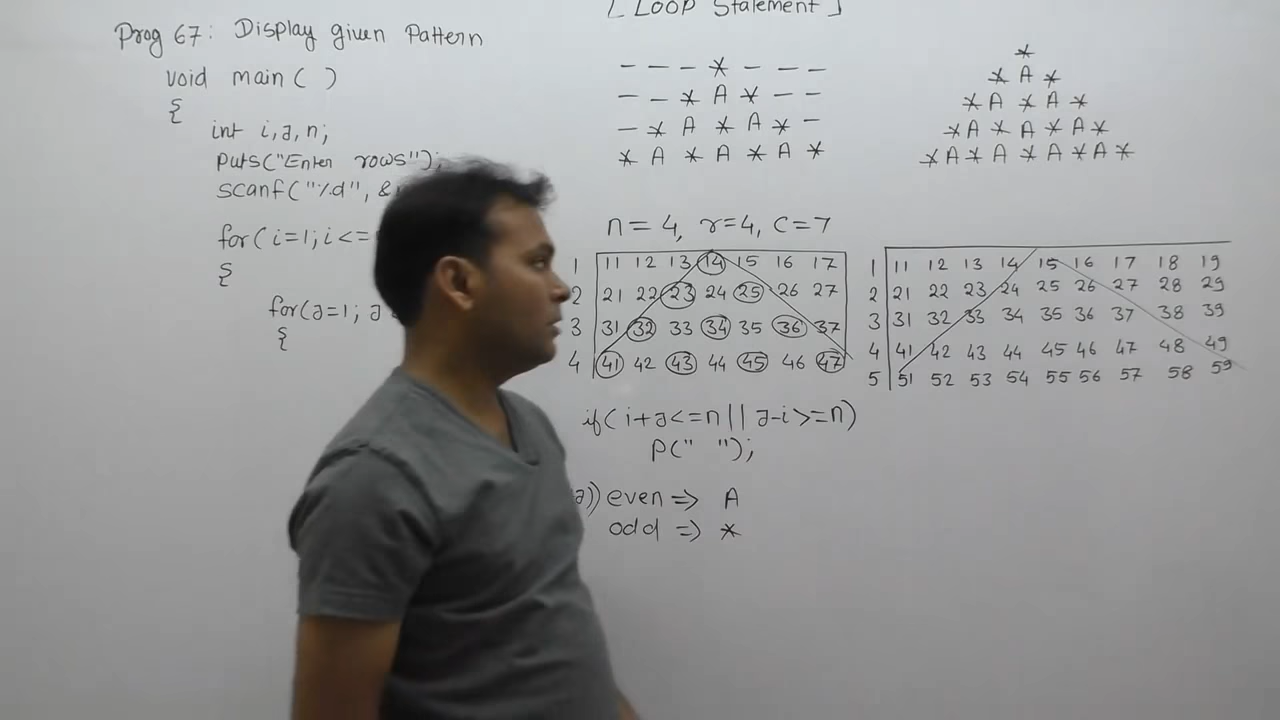 [ Loop Statement ]
Prog 67: Display given Pattern
void main( )
{
int i,j,n;
puts("Enter rows");
scanf("%d", &
for(i=1;i<=
{
for(j=1; j
{
- - - * - - -
- - * A * - -
- * A * A * -
* A * A * A *
*
* A *
* A * A *
* A * A * A *
* A * A * A * A *
n=4, r=4, c=7
1 11 12 13 14 15 16 17
2 21 22 23 24 25 26 27
3 31 32 33 34 35 36 37
4 41 42 43 44 45 46 47
1 11 12 13 14 15 16 17 18 19
2 21 22 23 24 25 26 27 28 29
3 31 32 33 34 35 36 37 38 39
4 41 42 43 44 45 46 47 48 49
5 51 52 53 54 55 56 57 58 59
if(i+j<=n||j-i>=n)
P(" ");
j)) even => A
odd => *